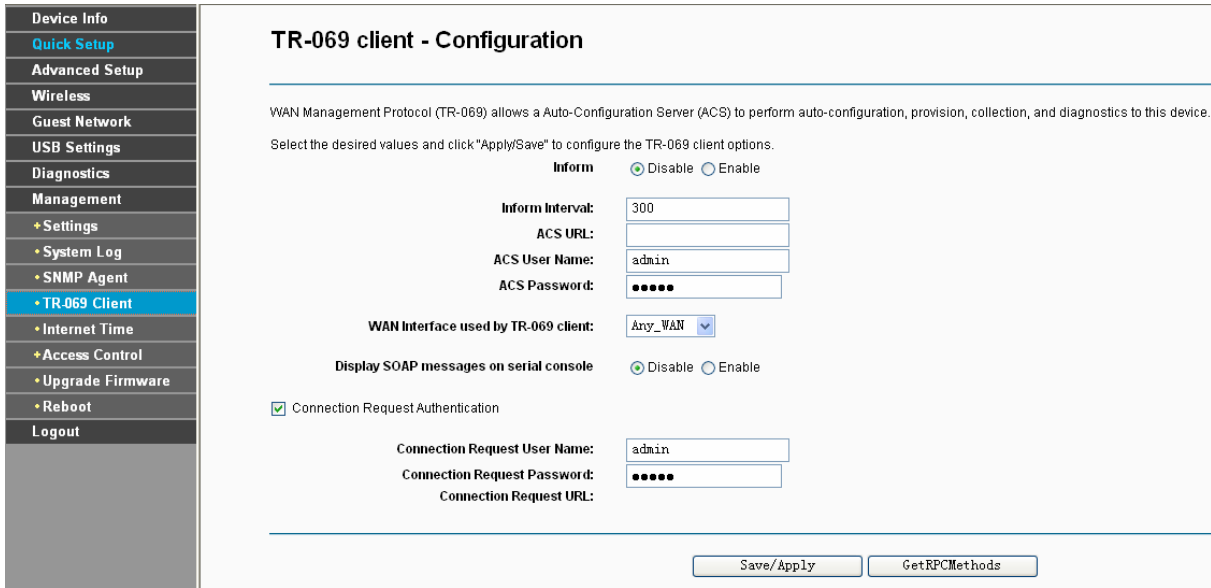 Device Info
Quick Setup
Advanced Setup
Wireless
Guest Network
USB Settings
Diagnostics
Management
+Settings
•System Log
•SNMP Agent
•TR-069 Client
•Internet Time
+Access Control
•Upgrade Firmware
•Reboot
Logout
TR-069 client - Configuration
WAN Management Protocol (TR-069) allows a Auto-Configuration Server (ACS) to perform auto-configuration, provision, collection, and diagnostics to this device.
Select the desired values and click "Apply/Save" to configure the TR-069 client options.
Inform Disable Enable
Inform Interval: 300
ACS URL:
ACS User Name: admin
ACS Password: •••••
WAN Interface used by TR-069 client: Any_WAN
Display SOAP messages on serial console Disable Enable
Connection Request Authentication
Connection Request User Name: admin
Connection Request Password: •••••
Connection Request URL:
Save/Apply GetRPCMethods